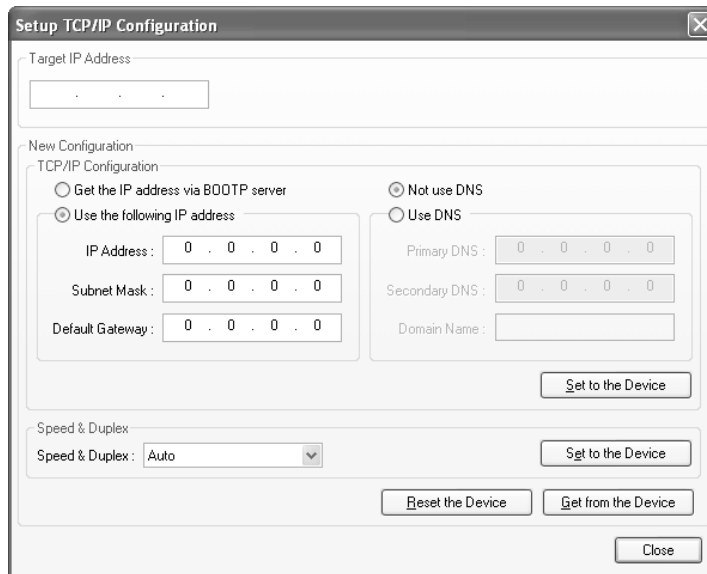 Setup TCP/IP Configuration
Target IP Address
. . .
New Configuration
TCP/IP Configuration
Get the IP address via BOOTP server
Not use DNS
Use the following IP address
Use DNS
IP Address : 0 . 0 . 0 . 0
Primary DNS : 0 . 0 . 0 . 0
Subnet Mask : 0 . 0 . 0 . 0
Secondary DNS : 0 . 0 . 0 . 0
Default Gateway : 0 . 0 . 0 . 0
Domain Name :
Set to the Device
Speed & Duplex
Speed & Duplex : Auto
Set to the Device
Reset the Device
Get from the Device
Close